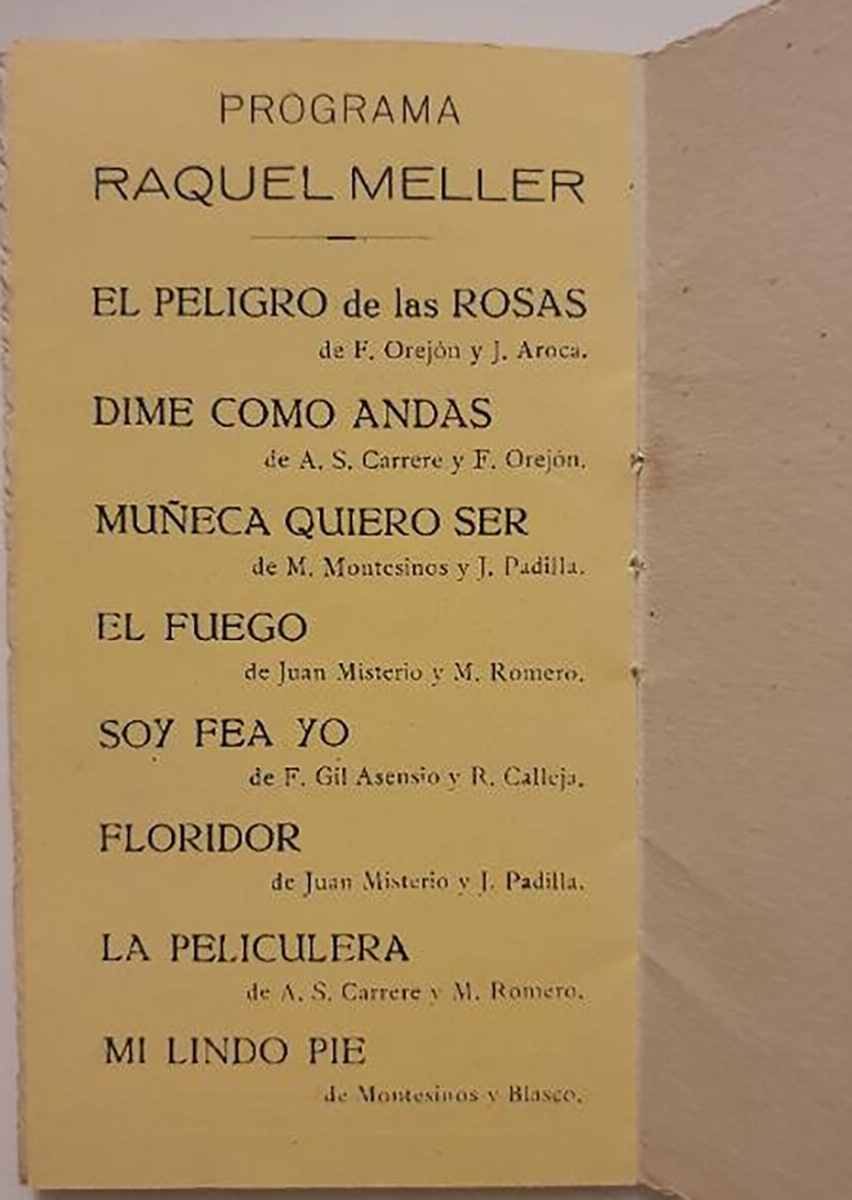 PROGRAMA
RAQUEL MELLER
EL PELIGRO de las ROSAS
de F. Orejón y J. Aroca.
DIME COMO ANDAS
de A. S. Carrere y F. Orejón.
MUÑECA QUIERO SER
de M. Montesinos y J. Padilla.
EL FUEGO
de Juan Misterio y M. Romero.
SOY FEA YO
de F. Gil Asensio y R. Calleja.
FLORIDOR
de Juan Misterio y J. Padilla.
LA PELICULERA
de A. S. Carrere y M. Romero.
MI LINDO PIE
de Montesinos y Blasco.